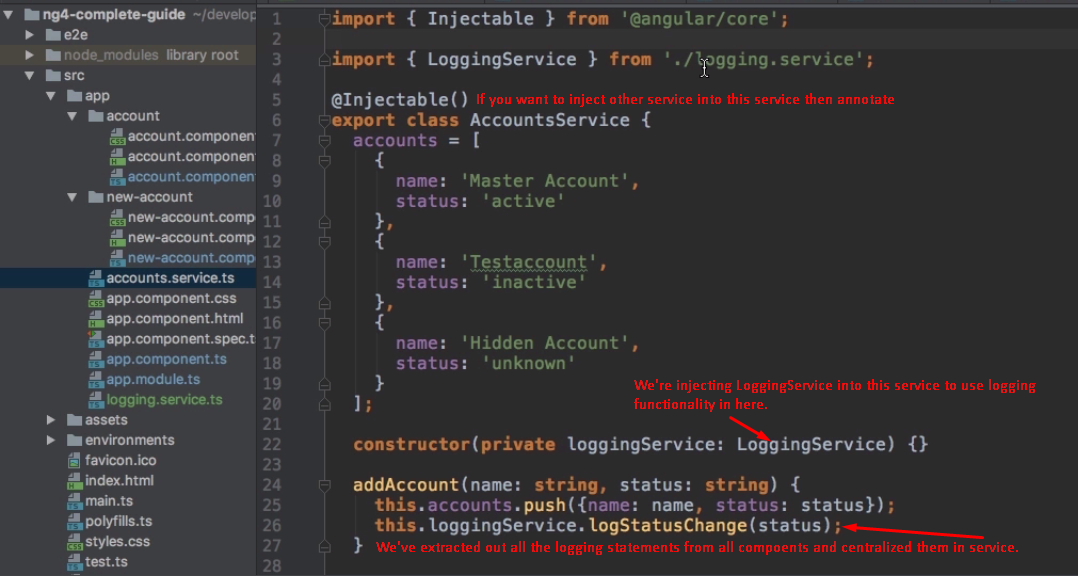 ng4-complete-guide ~/develop
e2e
node_modules library root
src
app
account
account.componen
account.componen
account.componen
new-account
new-account.comp
new-account.comp
new-account.comp
accounts.service.ts
app.component.css
app.component.html
app.component.spec.t
app.component.ts
app.module.ts
logging.service.ts
assets
environments
favicon.ico
index.html
main.ts
polyfills.ts
styles.css
test.ts
1 import { Injectable } from '@angular/core';
2
3 import { LoggingService } from './logging.service';
4
5 @Injectable() If you want to inject other service into this service then annotate
6 export class AccountsService {
7 accounts = [
8 {
9 name: 'Master Account',
10 status: 'active'
11 },
12 {
13 name: 'Testaccount',
14 status: 'inactive'
15 },
16 {
17 name: 'Hidden Account',
18 status: 'unknown'
19 }
We're injecting LoggingService into this service to use logging
functionality in here.
20 ];
21
22 constructor(private loggingService: LoggingService) {}
23
24 addAccount(name: string, status: string) {
25 this.accounts.push({name: name, status: status});
26 this.loggingService.logStatusChange(status);
27 } We've extracted out all the logging statements from all compoents and centralized them in service.
28